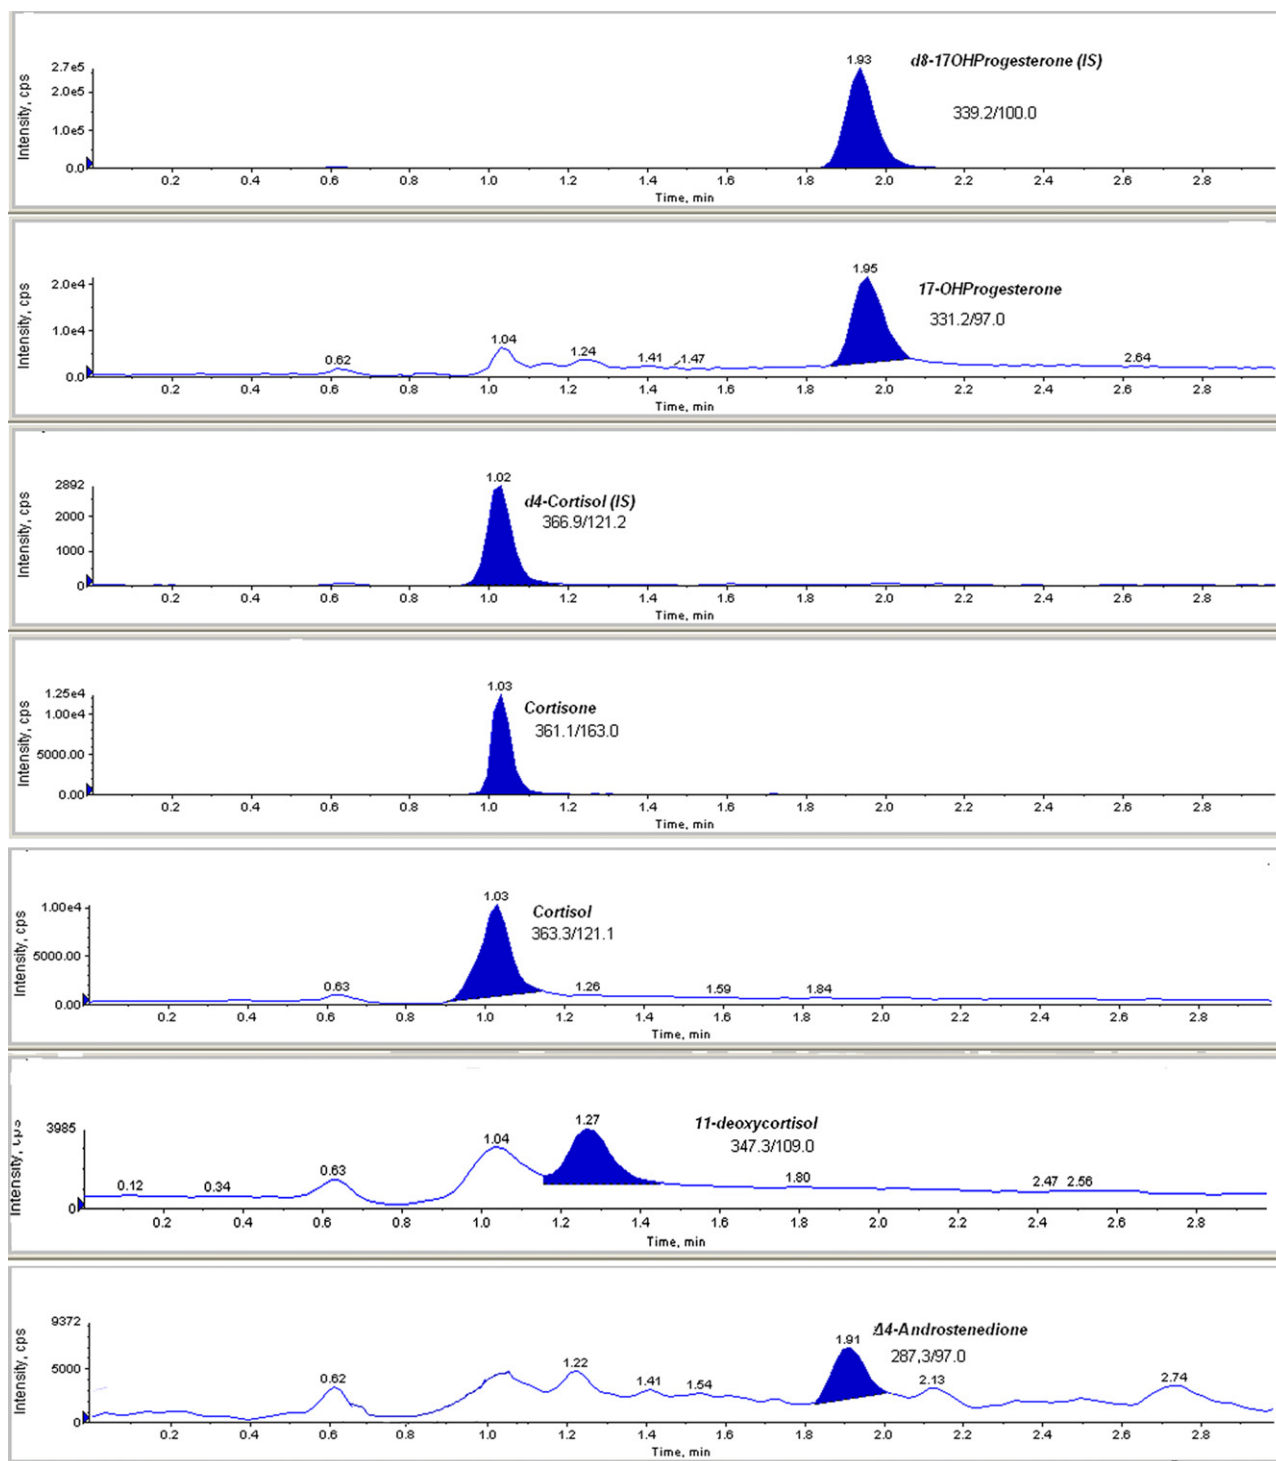 Intensity, cps
2.7e5
2.0e5
1.0e5
0.0
1.93
d8-17OHProgesterone (IS)
339.2/100.0
0.2 0.4 0.6 0.8 1.0 1.2 1.4 1.6 1.8 2.0 2.2 2.4 2.6 2.8
Time, min
Intensity, cps
2.0e4
1.0e4
0.0
0.62 1.04 1.24 1.41 1.47 1.95 2.64
17-OHProgesterone
331.2/97.0
0.2 0.4 0.6 0.8 1.0 1.2 1.4 1.6 1.8 2.0 2.2 2.4 2.6 2.8
Time, min
Intensity, cps
2892
2000
1000
0
1.02
d4-Cortisol (IS)
366.9/121.2
0.2 0.4 0.6 0.8 1.0 1.2 1.4 1.6 1.8 2.0 2.2 2.4 2.6 2.8
Time, min
Intensity, cps
1.25e4
1.00e4
5000.00
0.00
1.03
Cortisone
361.1/163.0
0.2 0.4 0.6 0.8 1.0 1.2 1.4 1.6 1.8 2.0 2.2 2.4 2.6 2.8
Time, min
Intensity, cps
1.00e4
5000.00
0.00
0.63 1.03 1.26 1.59 1.84
Cortisol
363.3/121.1
0.2 0.4 0.6 0.8 1.0 1.2 1.4 1.6 1.8 2.0 2.2 2.4 2.6 2.8
Time, min
Intensity, cps
3985
0
0.12 0.34 0.63 1.04 1.27 1.80 2.47 2.56
11-deoxycortisol
347.3/109.0
0.2 0.4 0.6 0.8 1.0 1.2 1.4 1.6 1.8 2.0 2.2 2.4 2.6 2.8
Time, min
Intensity, cps
9372
5000
0
0.62 1.22 1.41 1.54 1.91 2.13 2.74
Δ4-Androstenedione
287,3/97.0
0.2 0.4 0.6 0.8 1.0 1.2 1.4 1.6 1.8 2.0 2.2 2.4 2.6 2.8
Time, min